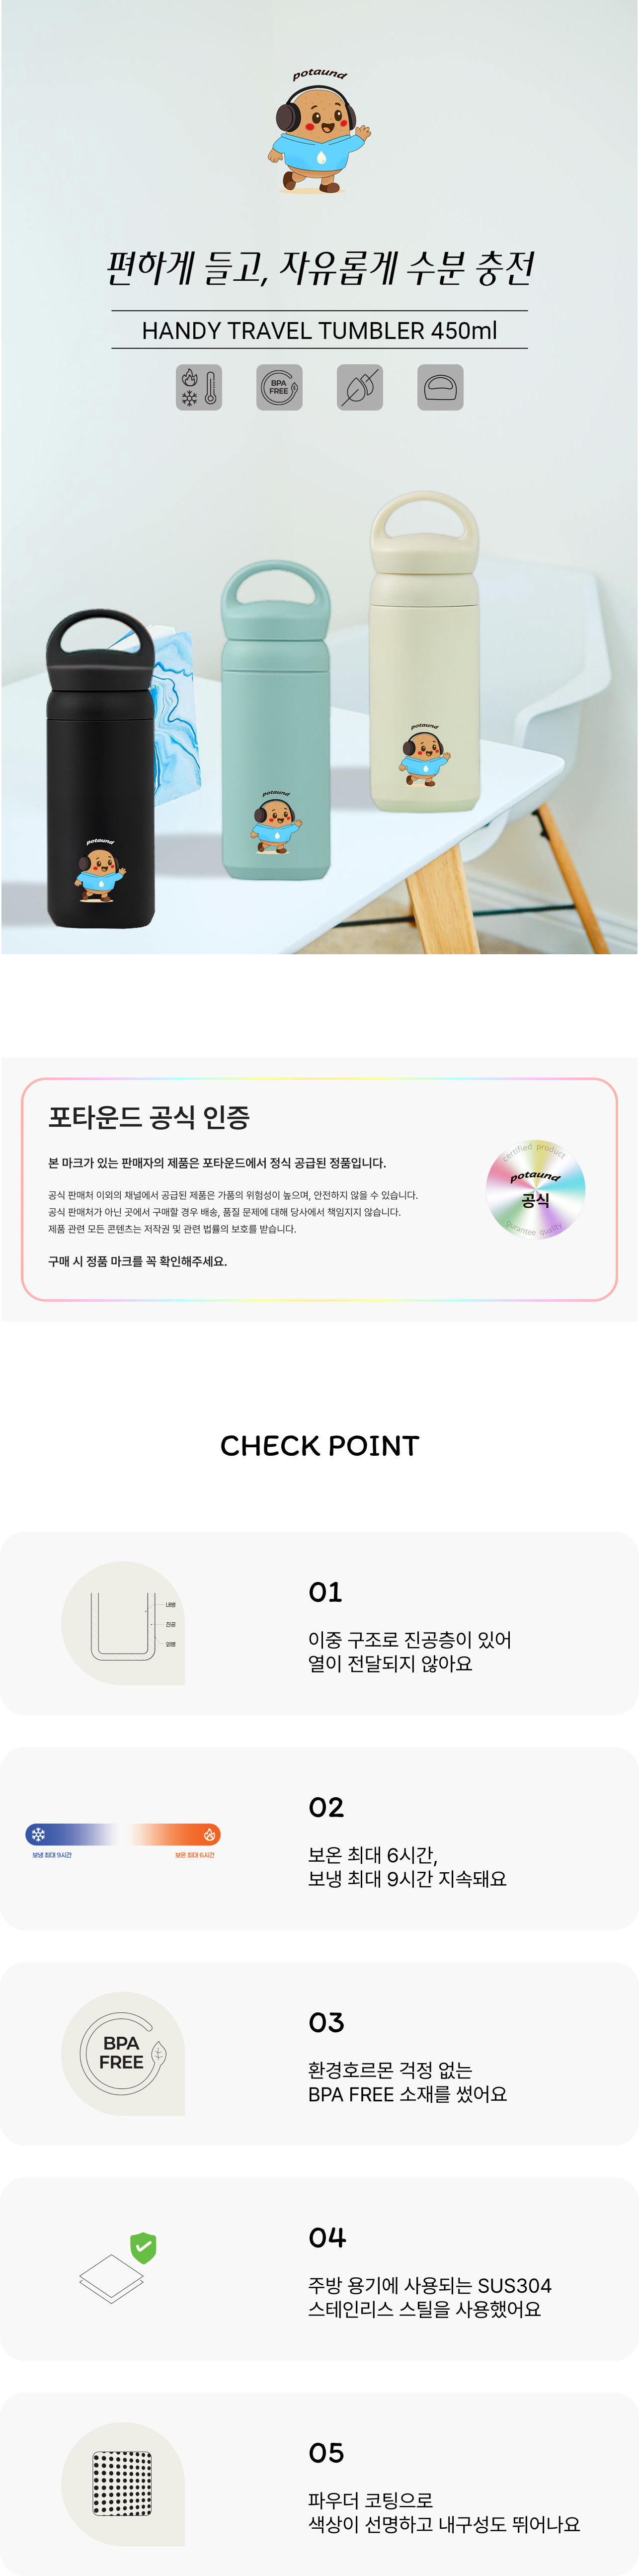 potaund
편하게 들고, 자유롭게 수분 충전
HANDY TRAVEL TUMBLER 450ml
BPA
FREE
potaund
potaund
potaund
포타운드 공식 인증
본 마크가 있는 판매자의 제품은 포타운드에서 정식 공급된 정품입니다.
공식 판매처 이외의 채널에서 공급된 제품은 가품의 위험성이 높으며, 안전하지 않을 수 있습니다.
공식 판매처가 아닌 곳에서 구매할 경우 배송, 품질 문제에 대해 당사에서 책임지지 않습니다.
제품 관련 모든 콘텐츠는 저작권 및 관련 법률의 보호를 받습니다.
구매 시 정품 마크를 꼭 확인해주세요.
certified product
potaund
공식
gurantee quality
CHECK POINT
01
이중 구조로 진공층이 있어
열이 전달되지 않아요
내병
진공
외병
02
보온 최대 6시간,
보냉 최대 9시간 지속돼요
보냉 최대 9시간
보온 최대 6시간
03
환경호르몬 걱정 없는
BPA FREE 소재를 썼어요
BPA
FREE
04
주방 용기에 사용되는 SUS304
스테인리스 스틸을 사용했어요
05
파우더 코팅으로
색상이 선명하고 내구성도 뛰어나요